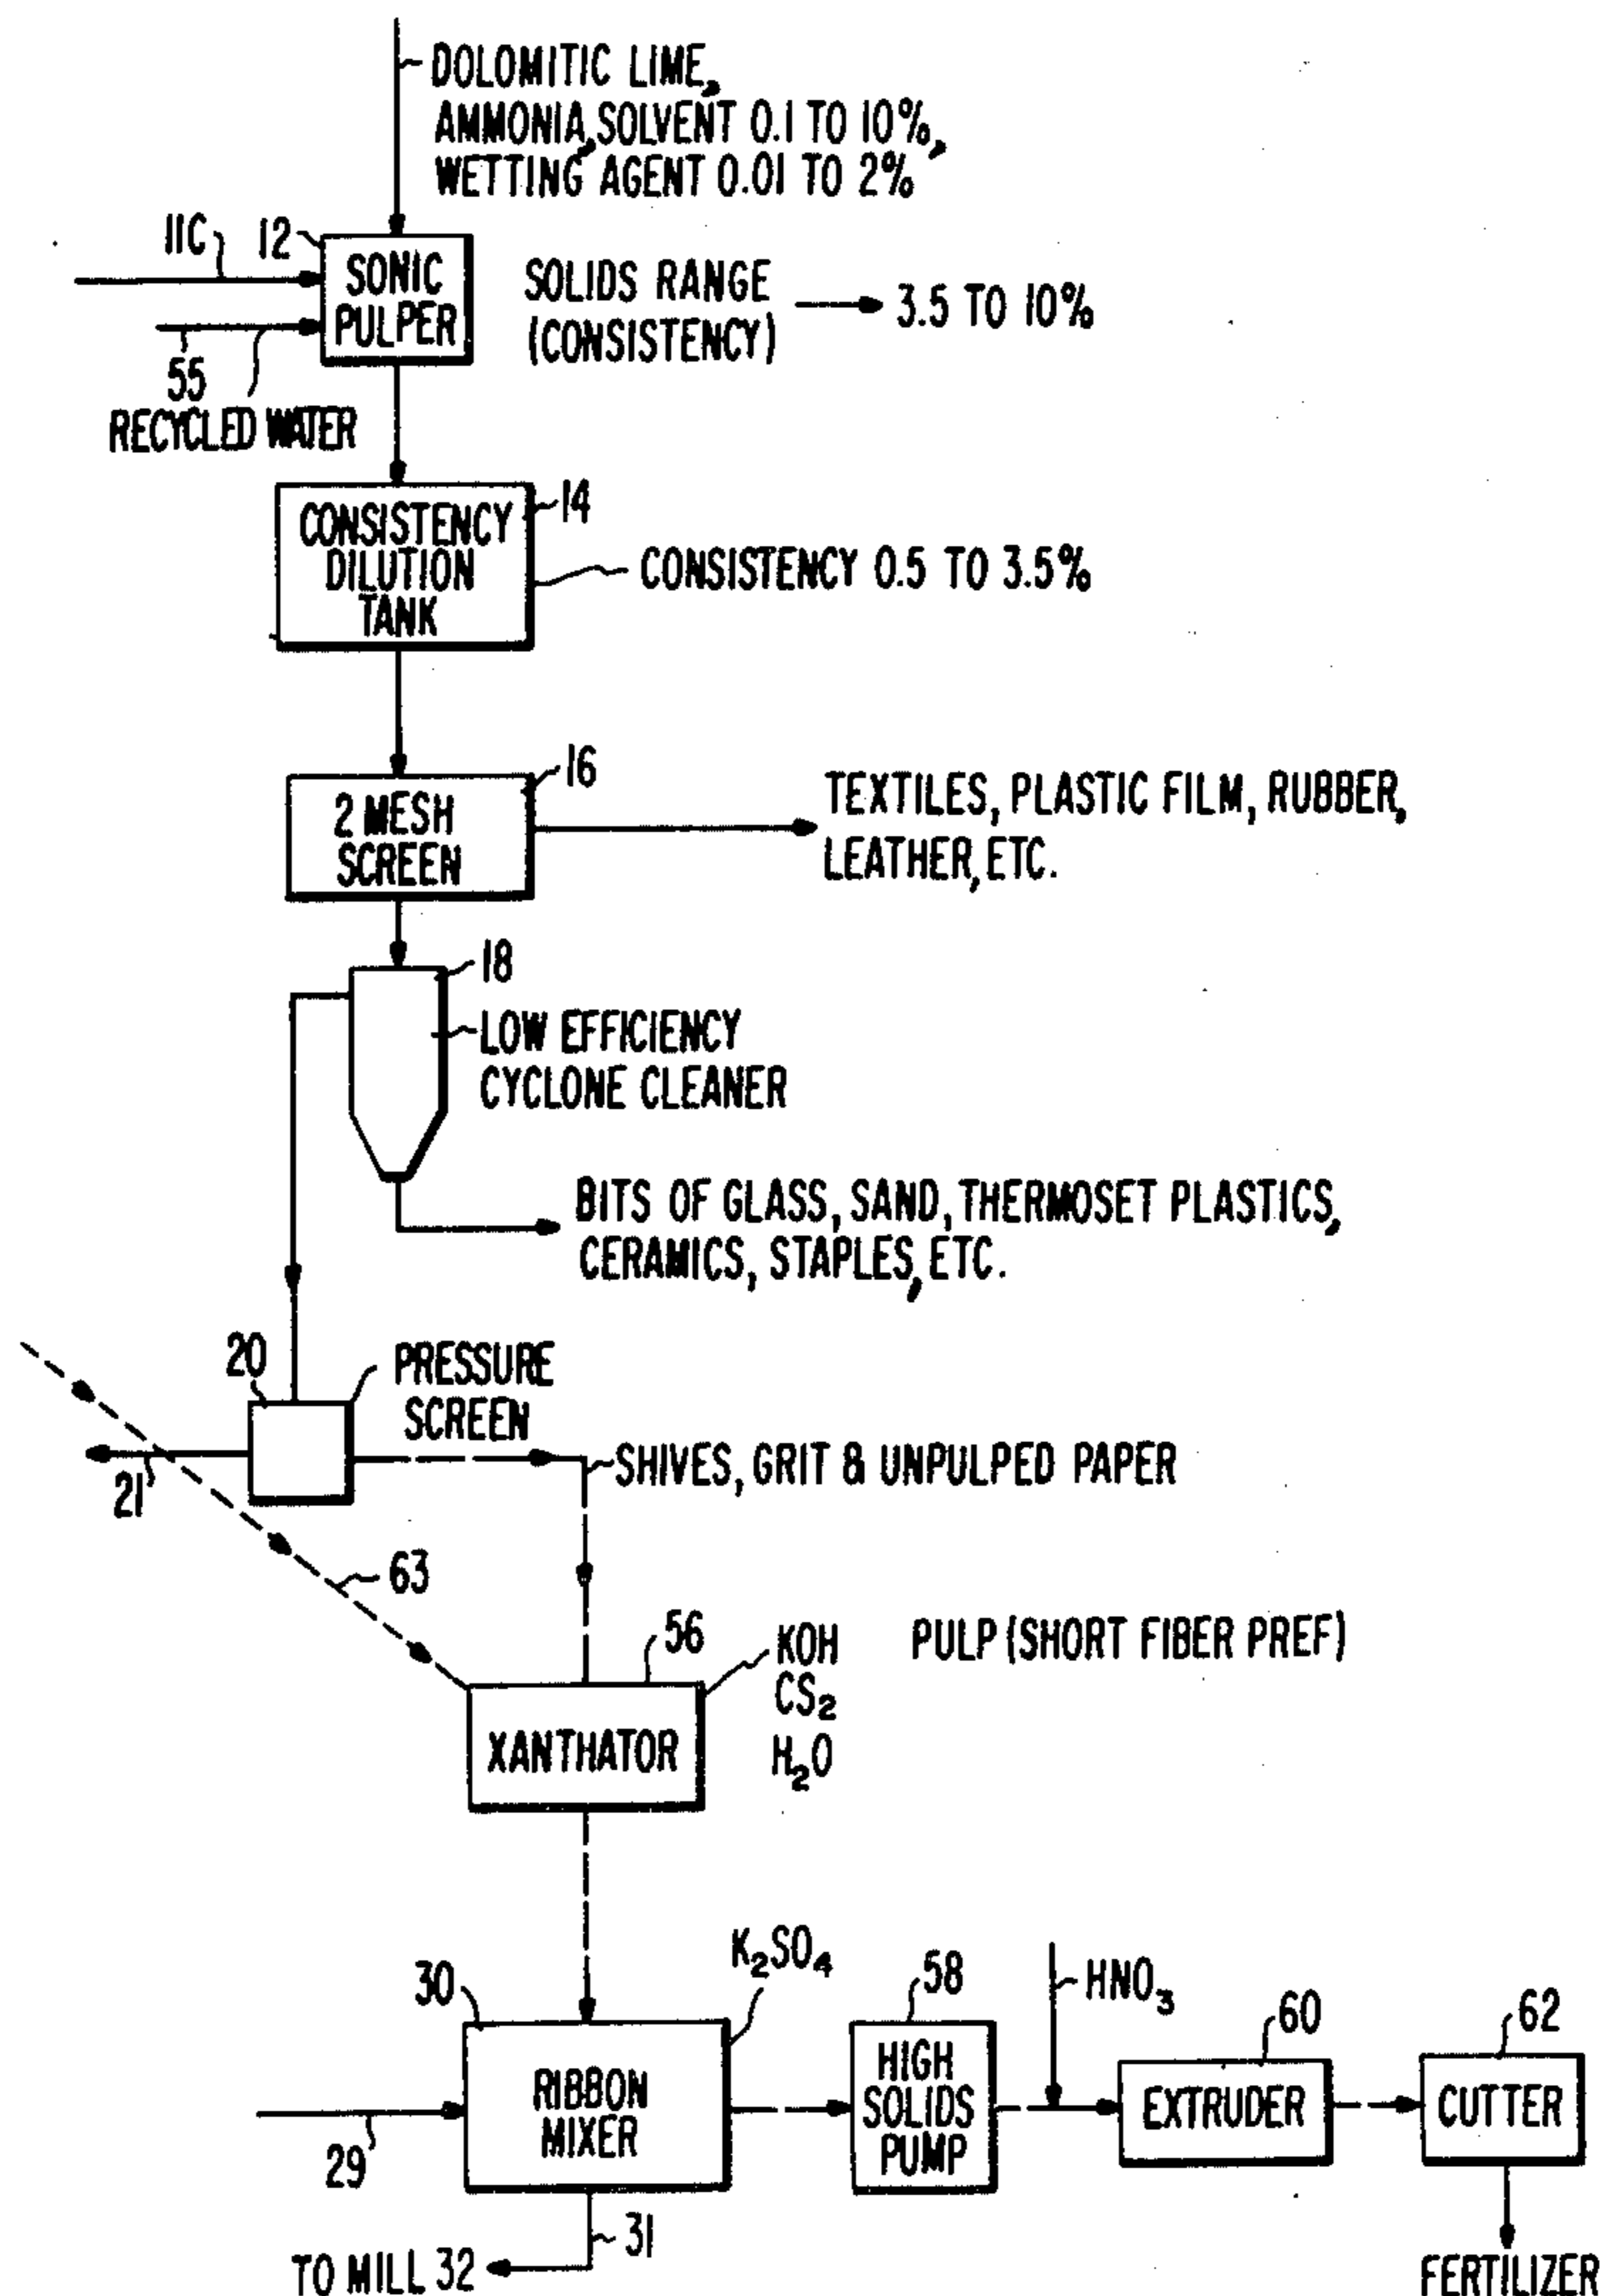 DOLOMITIC LIME,
AMMONIA, SOLVENT 0.1 TO 10%,
WETTING AGENT 0.01 TO 2%
11C
12
SONIC
PULPER
SOLIDS RANGE
(CONSISTENCY)
3.5 TO 10%
55
RECYCLED WATER
CONSISTENCY
DILUTION
TANK
14
CONSISTENCY 0.5 TO 3.5%
16
2 MESH
SCREEN
TEXTILES, PLASTIC FILM, RUBBER,
LEATHER, ETC.
18
LOW EFFICIENCY
CYCLONE CLEANER
BITS OF GLASS, SAND, THERMOSET PLASTICS,
CERAMICS, STAPLES, ETC.
20
PRESSURE
SCREEN
21
SHIVES, GRIT & UNPULPED PAPER
63
56
KOH
CS₂
H₂O
PULP (SHORT FIBER PREF)
XANTHATOR
30
K₂SO₄
58
HNO₃
60
62
RIBBON
MIXER
HIGH
SOLIDS
PUMP
EXTRUDER
CUTTER
29
31
TO MILL 32
FERTILIZER